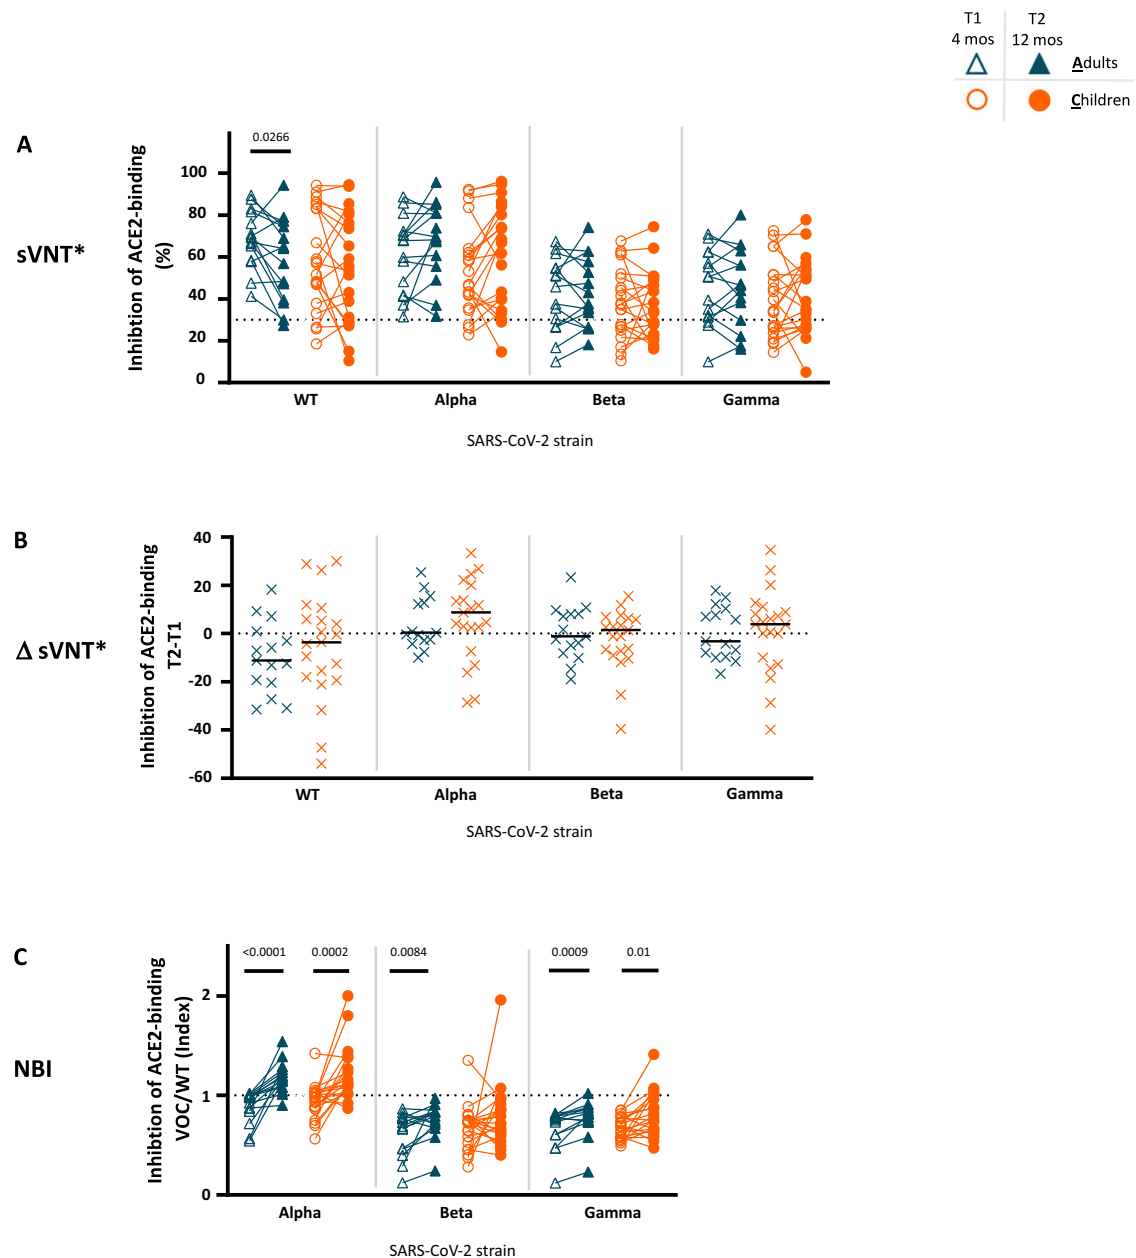 T1 T2
4 mos 12 mos
Adults
Children
A
sVNT*
Inhibtion of ACE2-binding
(%)
0.0266
100
80
60
40
20
0
WT Alpha Beta Gamma
SARS-CoV-2 strain
B
Δ sVNT*
Inhibition of ACE2-binding
T2-T1
40
20
0
-20
-40
-60
WT Alpha Beta Gamma
SARS-CoV-2 strain
C
NBI
Inhibtion of ACE2-binding
VOC/WT (Index)
<0.0001 0.0002 0.0084 0.0009 0.01
2
1
0
Alpha Beta Gamma
SARS-CoV-2 strain